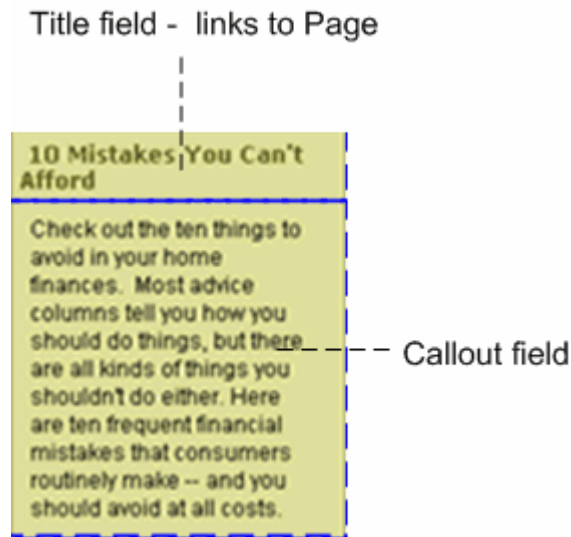 Title field - links to Page
10 Mistakes You Can't
Afford
Check out the ten things to
avoid in your home
finances. Most advice
columns tell you how you
should do things, but there
are all kinds of things you
shouldn't do either. Here
are ten frequent financial
mistakes that consumers
routinely make -- and you
should avoid at all costs.
Callout field